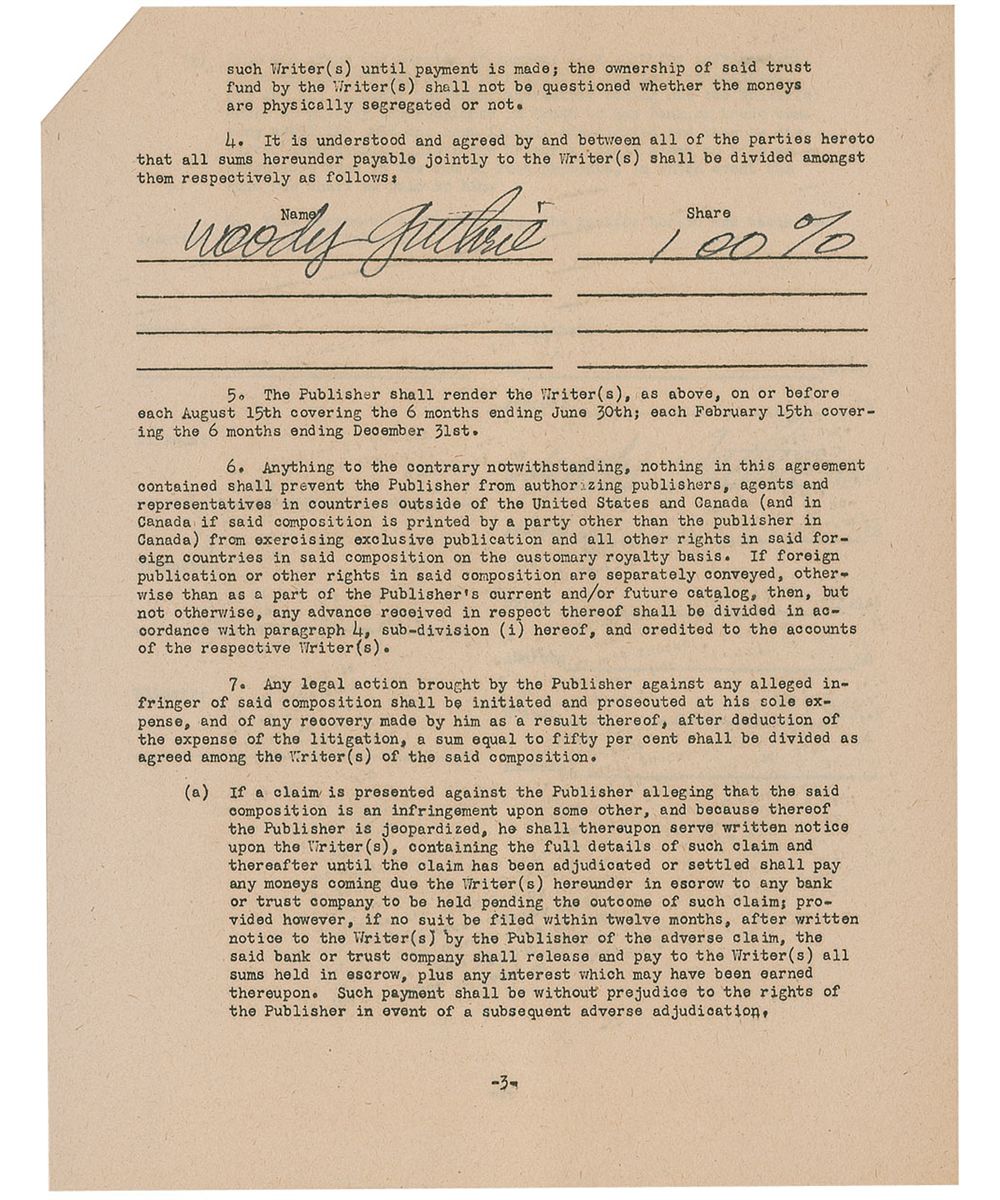 such Writer(s) until payment is made; the ownership of said trust
fund by the Writer(s) shall not be questioned whether the moneys
are physically segregated or not.
4. It is understood and agreed by and between all of the parties hereto
that all sums hereunder payable jointly to the Writer(s) shall be divided amongst
them respectively as follows:
Name Share
Woody Guthrie 100%
5. The Publisher shall render the Writer(s), as above, on or before
each August 15th covering the 6 months ending June 30th; each February 15th cover-
ing the 6 months ending December 31st.
6. Anything to the contrary notwithstanding, nothing in this agreement
contained shall prevent the Publisher from authorizing publishers, agents and
representatives in countries outside of the United States and Canada (and in
Canada if said composition is printed by a party other than the publisher in
Canada) from exercising exclusive publication and all other rights in said for-
eign countries in said composition on the customary royalty basis. If foreign
publication or other rights in said composition are separately conveyed, other-
wise than as a part of the Publisher's current and/or future catalog, then, but
not otherwise, any advance received in respect thereof shall be divided in ac-
cordance with paragraph 4, sub-division (i) hereof, and credited to the accounts
of the respective Writer(s).
7. Any legal action brought by the Publisher against any alleged in-
fringer of said composition shall be initiated and prosecuted at his sole ex-
pense, and of any recovery made by him as a result thereof, after deduction of
the expense of the litigation, a sum equal to fifty per cent shall be divided as
agreed among the Writer(s) of the said composition.
(a) If a claim is presented against the Publisher alleging that the said
composition is an infringement upon some other, and because thereof
the Publisher is jeopardized, he shall thereupon serve written notice
upon the Writer(s), containing the full details of such claim and
thereafter until the claim has been adjudicated or settled shall pay
any moneys coming due the Writer(s) hereunder in escrow to any bank
or trust company to be held pending the outcome of such claim; pro-
vided however, if no suit be filed within twelve months, after written
notice to the Writer(s) by the Publisher of the adverse claim, the
said bank or trust company shall release and pay to the Writer(s) all
sums held in escrow, plus any interest which may have been earned
thereupon. Such payment shall be without prejudice to the rights of
the Publisher in event of a subsequent adverse adjudication.
-3-